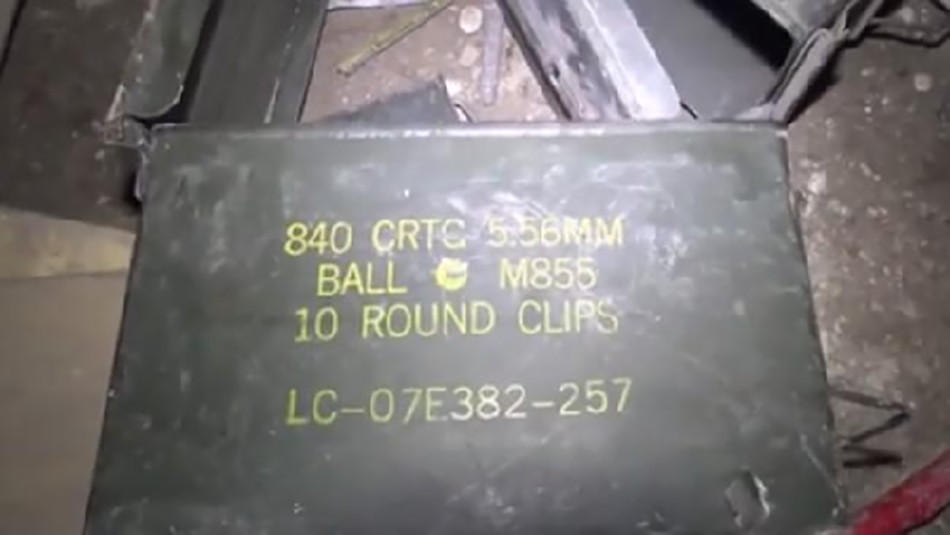 840 CRTG 5.56MM
BALL M855
10 ROUND CLIPS
LC-07E382-257